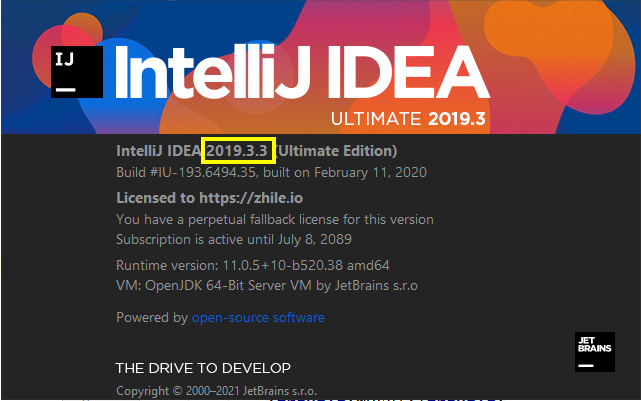 IJ
IntelliJ IDEA
ULTIMATE 2019.3
IntelliJ IDEA 2019.3.3 (Ultimate Edition)
Build #IU-193.6494.35, built on February 11, 2020
Licensed to https://zhile.io
You have a perpetual fallback license for this version
Subscription is active until July 8, 2089
Runtime version: 11.0.5+10-b520.38 amd64
VM: OpenJDK 64-Bit Server VM by JetBrains s.r.o
Powered by open-source software
JET
BRAINS
THE DRIVE TO DEVELOP
Copyright © 2000–2021 JetBrains s.r.o.